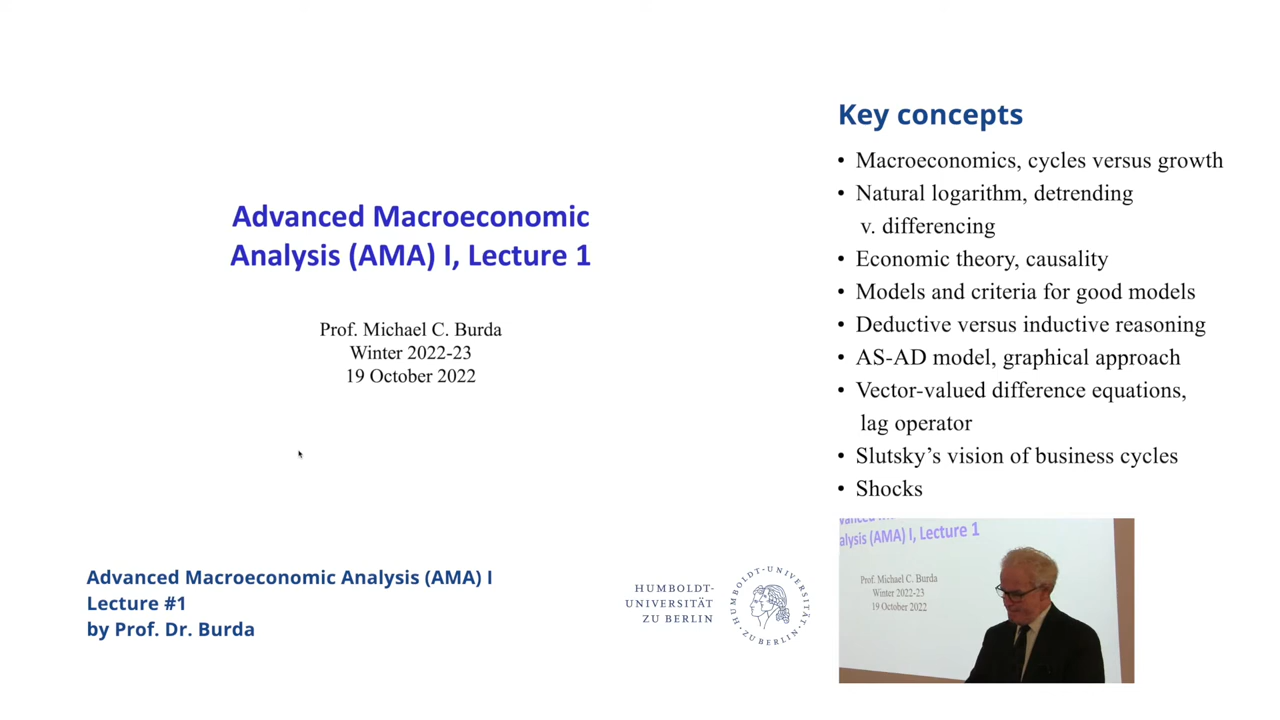 Advanced Macroeconomic
Analysis (AMA) I, Lecture 1
Prof. Michael C. Burda
Winter 2022-23
19 October 2022
Key concepts
• Macroeconomics, cycles versus growth
• Natural logarithm, detrending
v. differencing
• Economic theory, causality
• Models and criteria for good models
• Deductive versus inductive reasoning
• AS-AD model, graphical approach
• Vector-valued difference equations,
lag operator
• Slutsky's vision of business cycles
• Shocks
Advanced Macroeconomic Analysis (AMA) I
Lecture #1
by Prof. Dr. Burda
HUMBOLDT-
UNIVERSITÄT
ZU BERLIN
HUMBOLDT-UNIVERSITÄT
·ZU BERLIN·
alysis (AMA) I, Lecture 1
Prof. Michael C. Burda
Winter 2022-23
19 October 2022